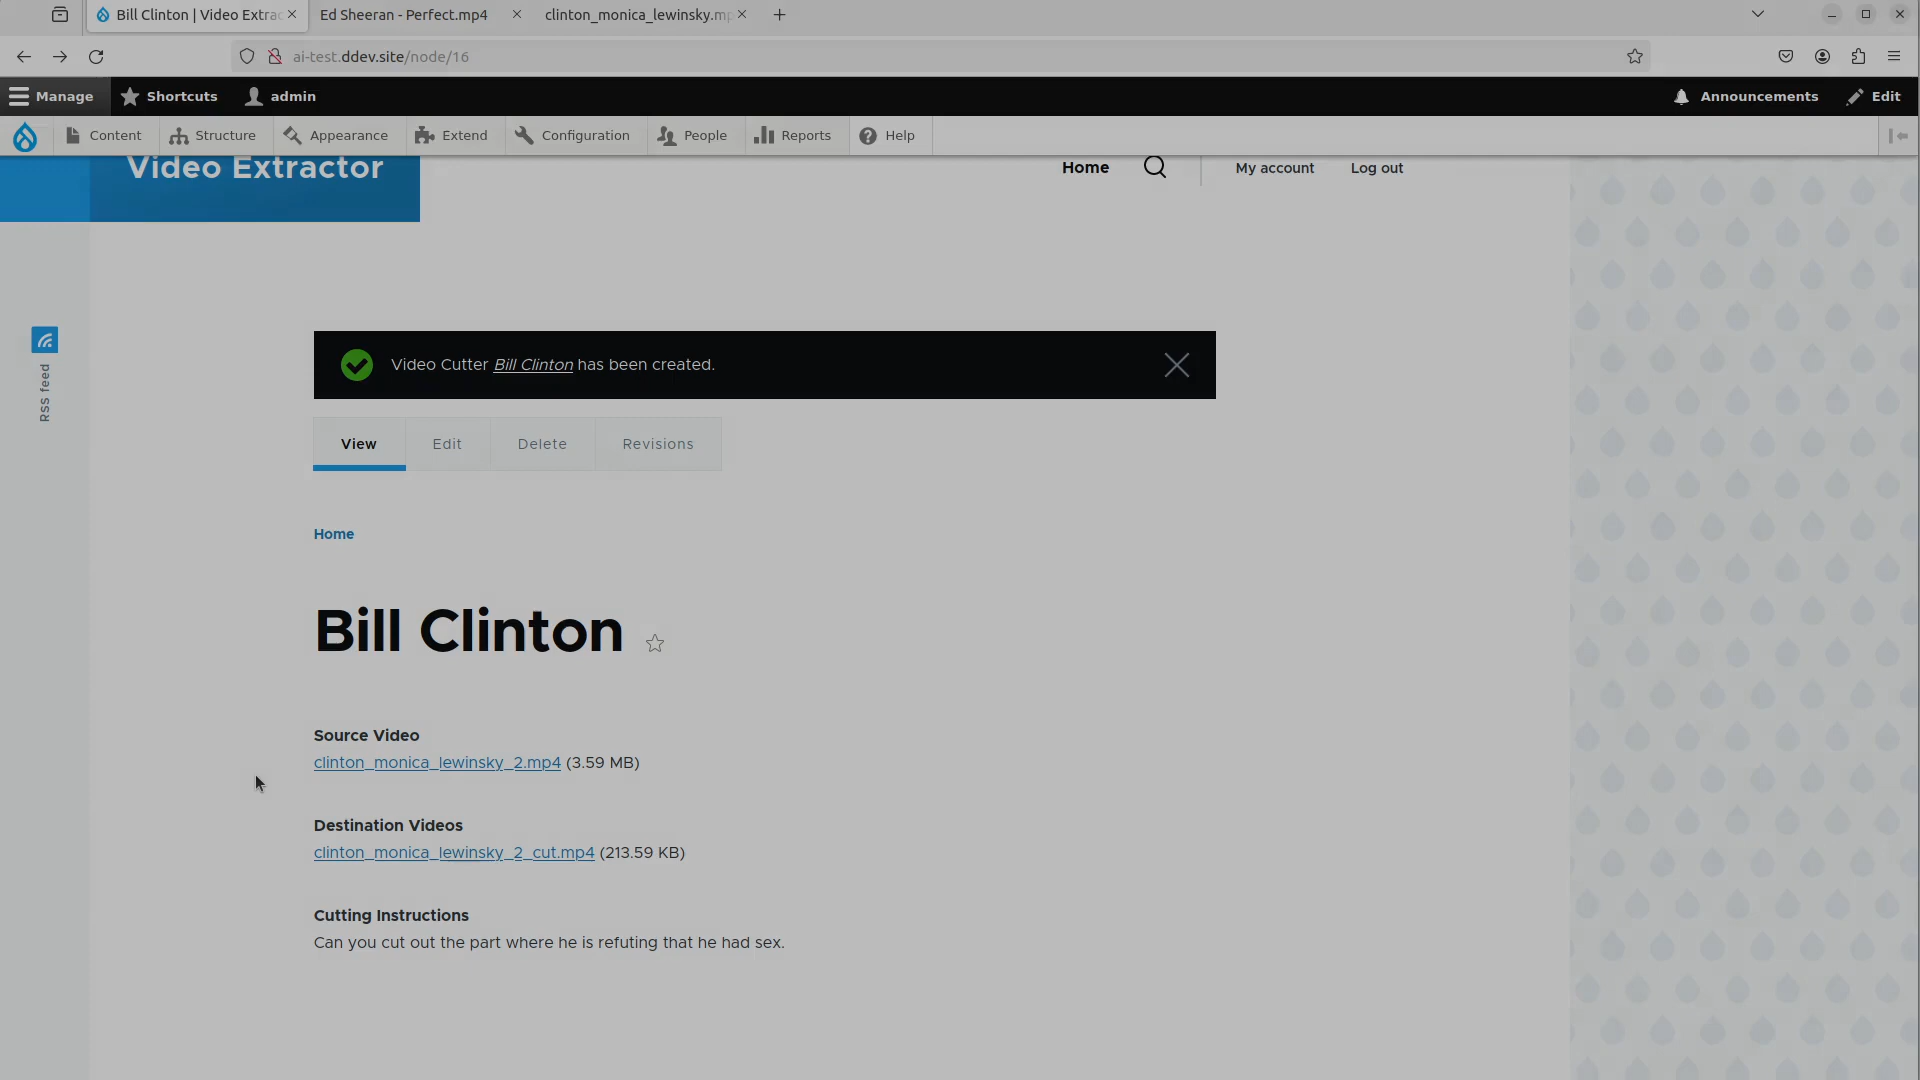 Bill Clinton | Video Extrac
Ed Sheeran - Perfect.mp4
clinton_monica_lewinsky.mp
ai-test.ddev.site/node/16
Manage
Shortcuts
admin
Announcements
Edit
Content
Structure
Appearance
Extend
Configuration
People
Reports
Help
Video Extractor
Home
My account
Log out
RSS feed
Video Cutter Bill Clinton has been created.
View
Edit
Delete
Revisions
Home
Bill Clinton
Source Video
clinton_monica_lewinsky_2.mp4 (3.59 MB)
Destination Videos
clinton_monica_lewinsky_2_cut.mp4 (213.59 KB)
Cutting Instructions
Can you cut out the part where he is refuting that he had sex.